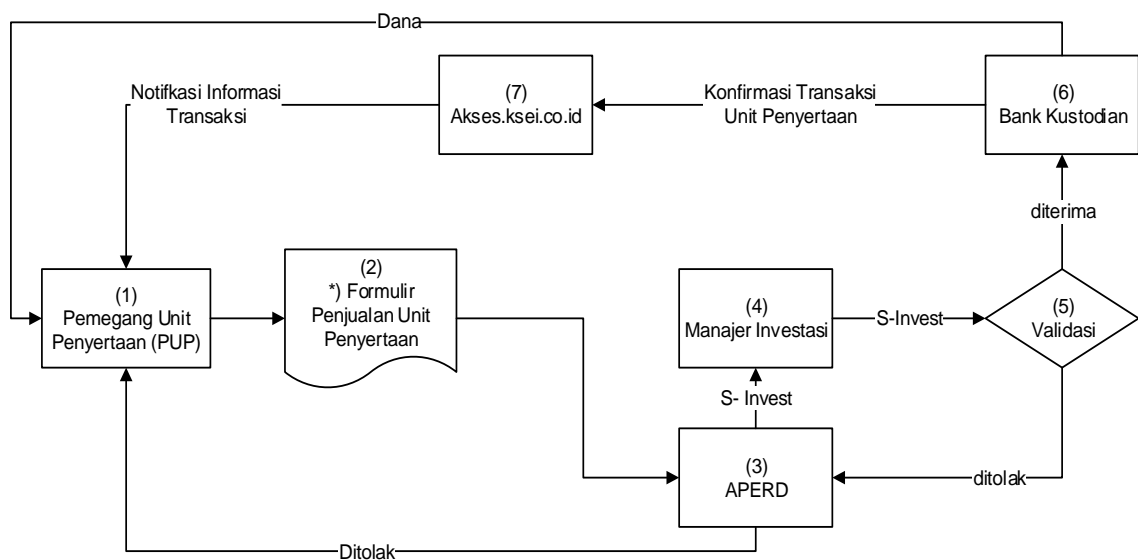 Dana
Notifkasi Informasi
Transaksi
(7)
Akses.ksei.co.id
Konfirmasi Transaksi
Unit Penyertaan
(6)
Bank Kustodian
diterima
(1)
Pemegang Unit
Penyertaan (PUP)
(2)
*) Formulir
Penjualan Unit
Penyertaan
(4)
Manajer Investasi
S-Invest
(5)
Validasi
S- Invest
(3)
APERD
ditolak
Ditolak